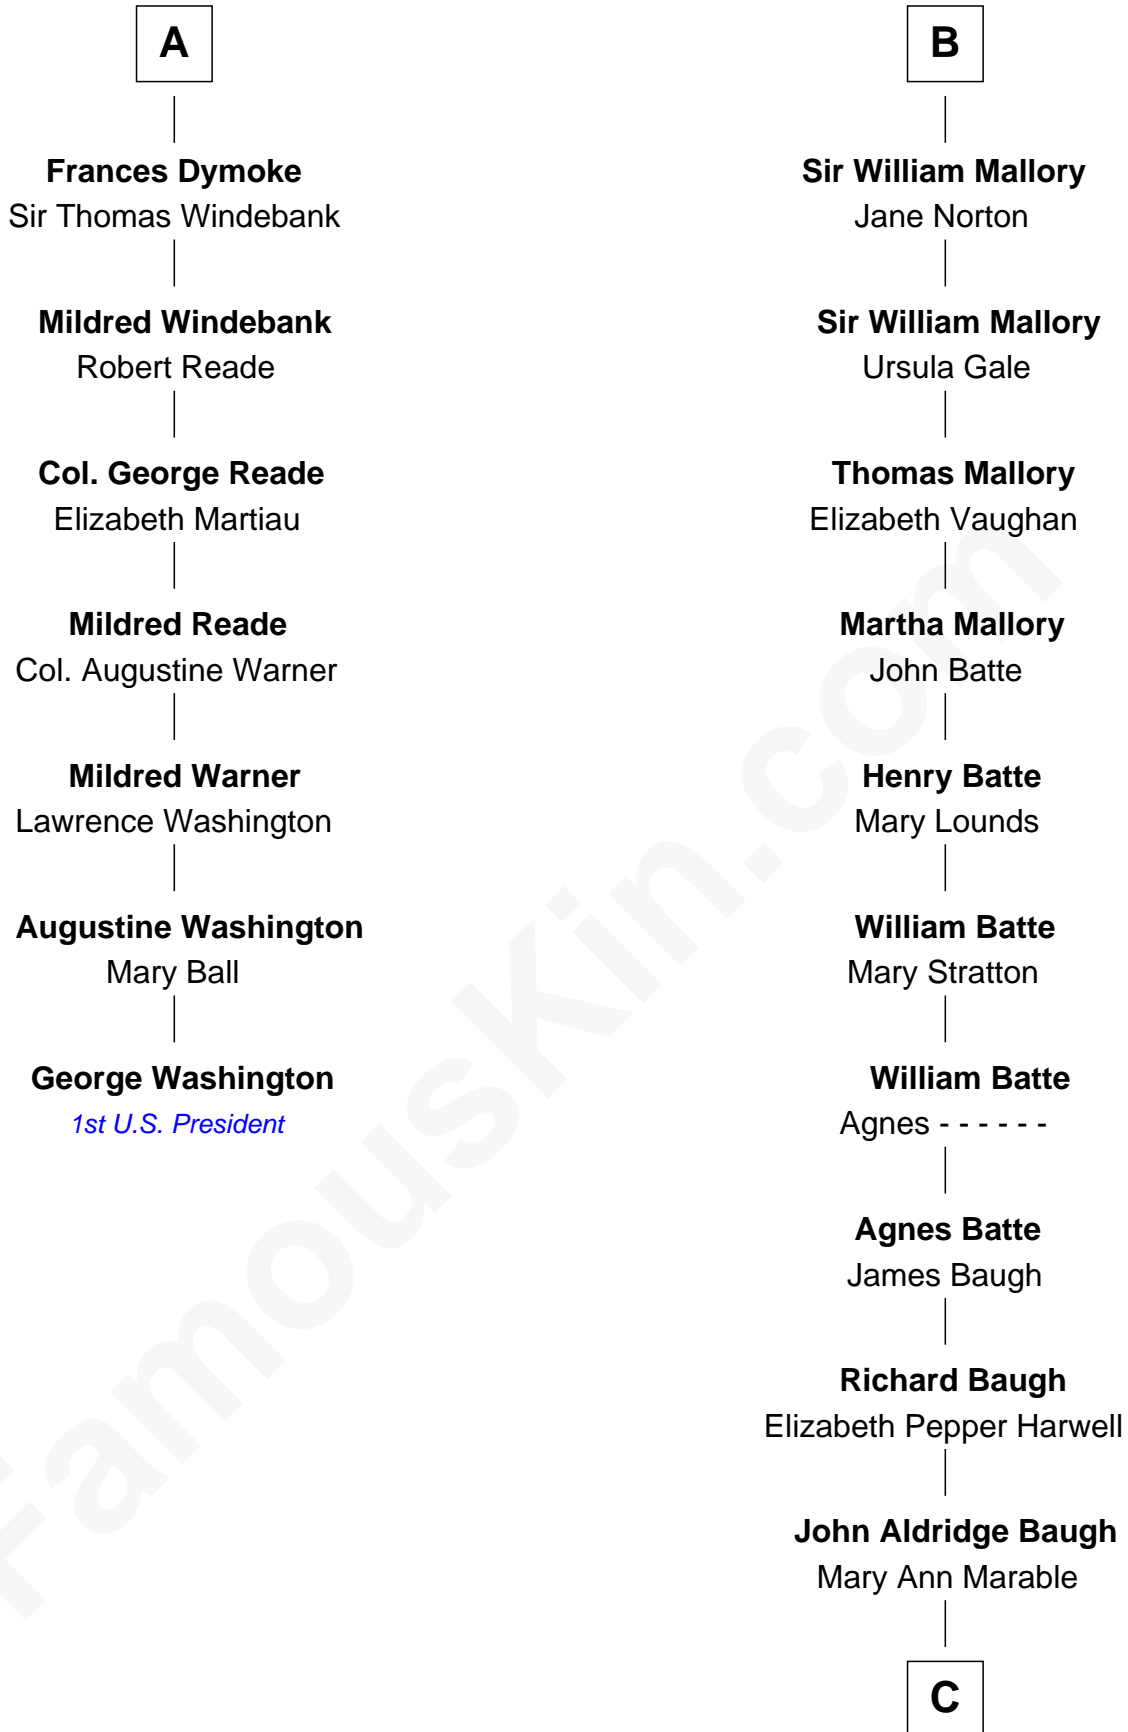 A
Frances Dymoke
Sir Thomas Windebank
Mildred Windebank
Robert Reade
Col. George Reade
Elizabeth Martiau
Mildred Reade
Col. Augustine Warner
Mildred Warner
Lawrence Washington
Augustine Washington
Mary Ball
George Washington
1st U.S. President
B
Sir William Mallory
Jane Norton
Sir William Mallory
Ursula Gale
Thomas Mallory
Elizabeth Vaughan
Martha Mallory
John Batte
Henry Batte
Mary Lounds
William Batte
Mary Stratton
William Batte
Agnes - - - - - -
Agnes Batte
James Baugh
Richard Baugh
Elizabeth Pepper Harwell
John Aldridge Baugh
Mary Ann Marable
C
FamousKin.com